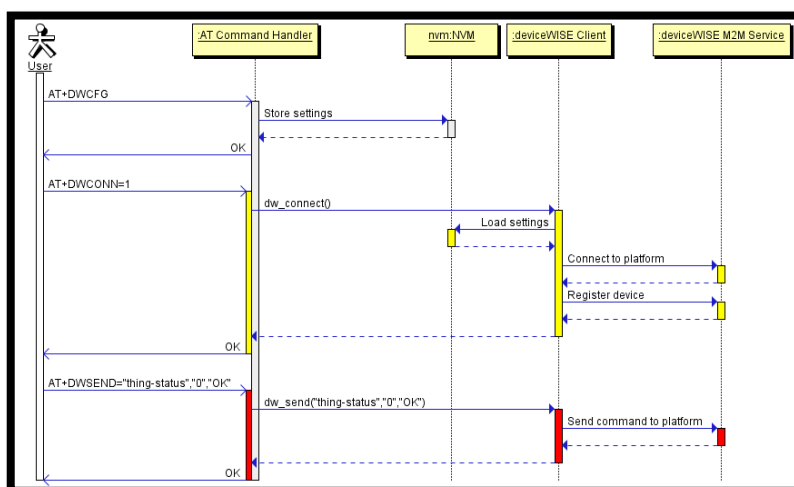 :AT Command Handler
nvm:NVM
:deviceWISE Client
:deviceWISE M2M Service
User
AT+DWCFG
Store settings
OK
AT+DWCONN=1
dw_connect()
Load settings
Connect to platform
Register device
OK
AT+DWSEND="thing-status","0","OK"
dw_send("thing-status","0","OK")
Send command to platform
OK